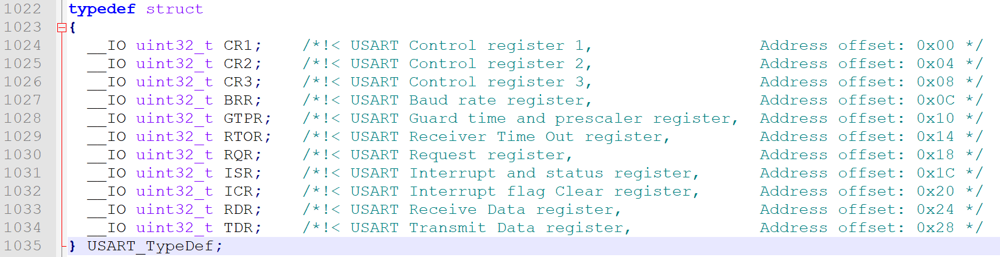 1022 typedef struct
1023 {
1024 __IO uint32_t CR1; /*!< USART Control register 1, Address offset: 0x00 */
1025 __IO uint32_t CR2; /*!< USART Control register 2, Address offset: 0x04 */
1026 __IO uint32_t CR3; /*!< USART Control register 3, Address offset: 0x08 */
1027 __IO uint32_t BRR; /*!< USART Baud rate register, Address offset: 0x0C */
1028 __IO uint32_t GTPR; /*!< USART Guard time and prescaler register, Address offset: 0x10 */
1029 __IO uint32_t RTOR; /*!< USART Receiver Time Out register, Address offset: 0x14 */
1030 __IO uint32_t RQR; /*!< USART Request register, Address offset: 0x18 */
1031 __IO uint32_t ISR; /*!< USART Interrupt and status register, Address offset: 0x1C */
1032 __IO uint32_t ICR; /*!< USART Interrupt flag Clear register, Address offset: 0x20 */
1033 __IO uint32_t RDR; /*!< USART Receive Data register, Address offset: 0x24 */
1034 __IO uint32_t TDR; /*!< USART Transmit Data register, Address offset: 0x28 */
1035 } USART_TypeDef;